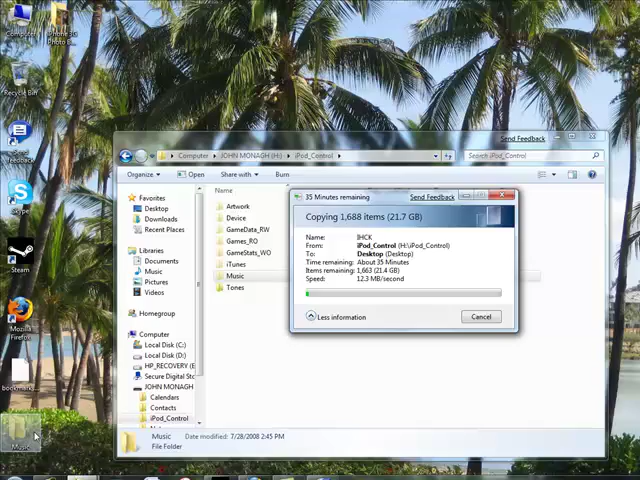 Computer
Recycle Bin
Send Feedback
Skype
Steam
Mozilla Firefox
bookmark...
Music
Send Feedback
Computer JOHN MONAGH (H:) iPod_Control
Search iPod_Control
Organize Open Share with Burn
Favorites
Desktop
Downloads
Recent Places
Libraries
Documents
Music
Pictures
Videos
Homegroup
Computer
Local Disk (C:)
Local Disk (D:)
HP_RECOVERY (E
Secure Digital Sto
JOHN MONAGH
Calendars
Contacts
iPod_Control
Name
Artwork
Device
GameData_RW
Games_RO
GameStats_WO
iTunes
Music
Tones
35 Minutes remaining
Send Feedback
Copying 1,688 items (21.7 GB)
Name: IHCK
From: iPod_Control (H:\iPod_Control)
To: Desktop (Desktop)
Time remaining: About 35 Minutes
Items remaining: 1,663 (21.4 GB)
Speed: 12.3 MB/second
Less information
Cancel
Music Date modified: 7/28/2008 2:45 PM
File Folder